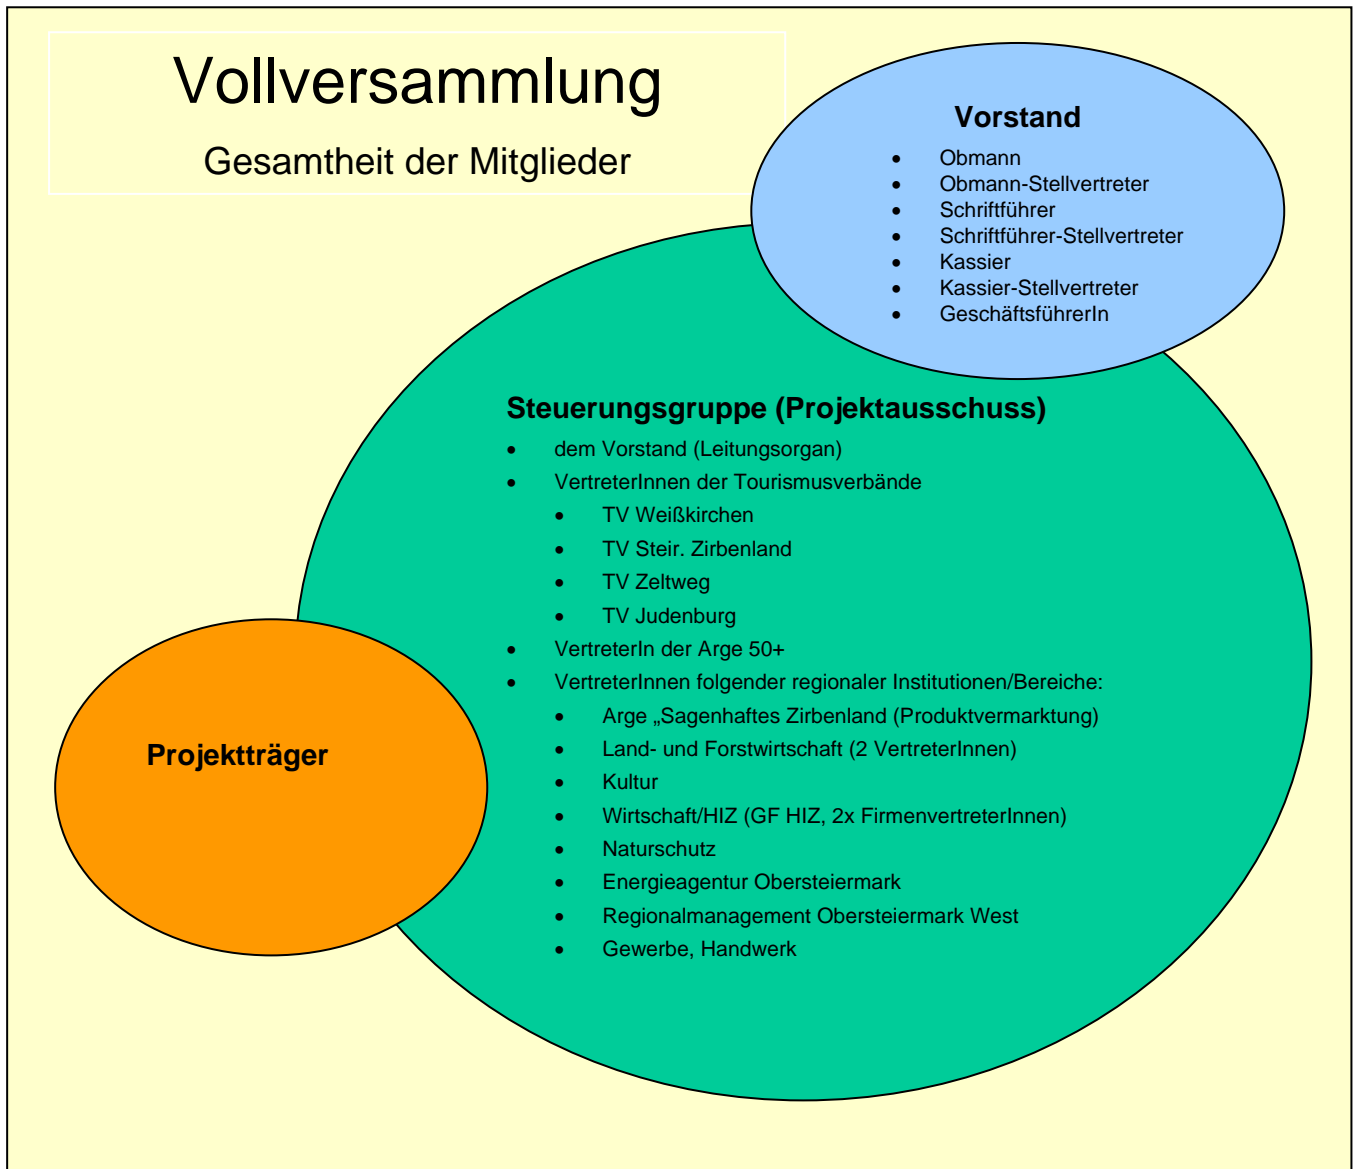 Vollversammlung
Gesamtheit der Mitglieder
Vorstand
• Obmann
• Obmann-Stellvertreter
• Schriftführer
• Schriftführer-Stellvertreter
• Kassier
• Kassier-Stellvertreter
• GeschäftsführerIn
Steuerungsgruppe (Projektausschuss)
• dem Vorstand (Leitungsorgan)
• VertreterInnen der Tourismusverbände
• TV Weißkirchen
• TV Steir. Zirbenland
• TV Zeltweg
• TV Judenburg
• VertreterIn der Arge 50+
• VertreterInnen folgender regionaler Institutionen/Bereiche:
• Arge „Sagenhaftes Zirbenland (Produktvermarktung)
• Land- und Forstwirtschaft (2 VertreterInnen)
• Kultur
• Wirtschaft/HIZ (GF HIZ, 2x FirmenvertreterInnen)
• Naturschutz
• Energieagentur Obersteiermark
• Regionalmanagement Obersteiermark West
• Gewerbe, Handwerk
Projektträger